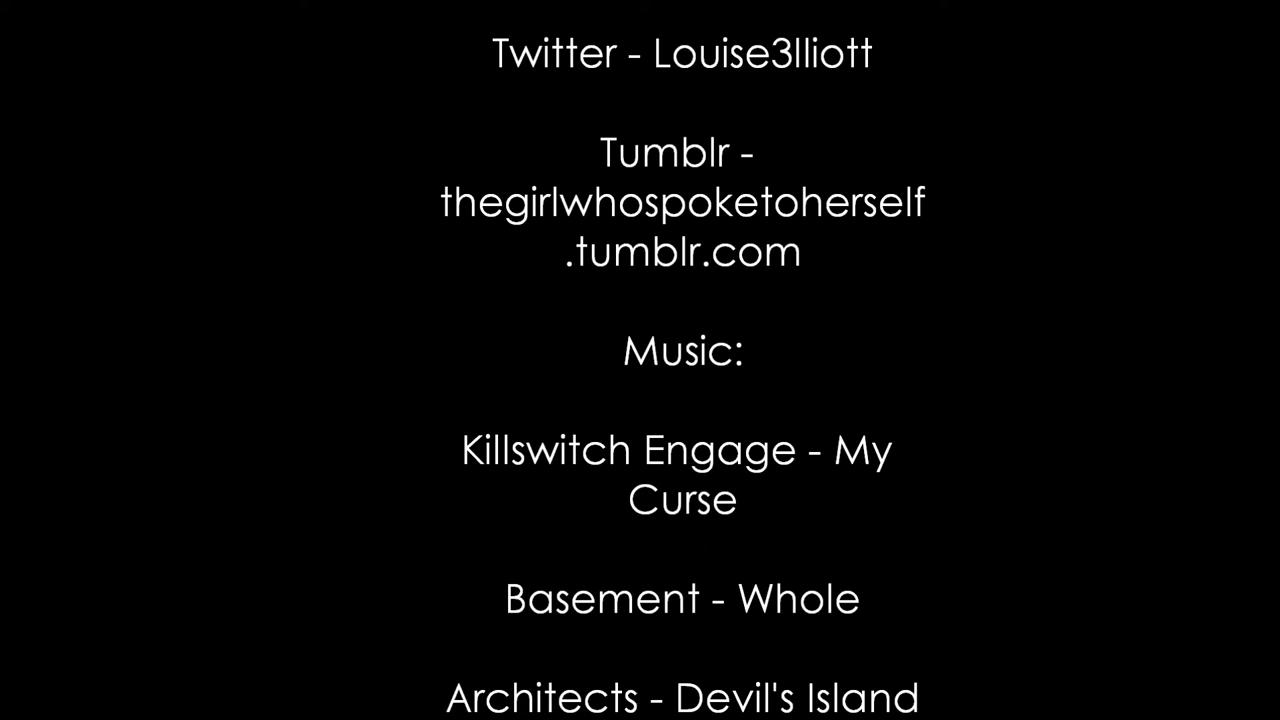 Twitter - Louise3lliott
Tumblr -
thegirlwhospoketoherself
.tumblr.com
Music:
Killswitch Engage - My
Curse
Basement - Whole
Architects - Devil's Island